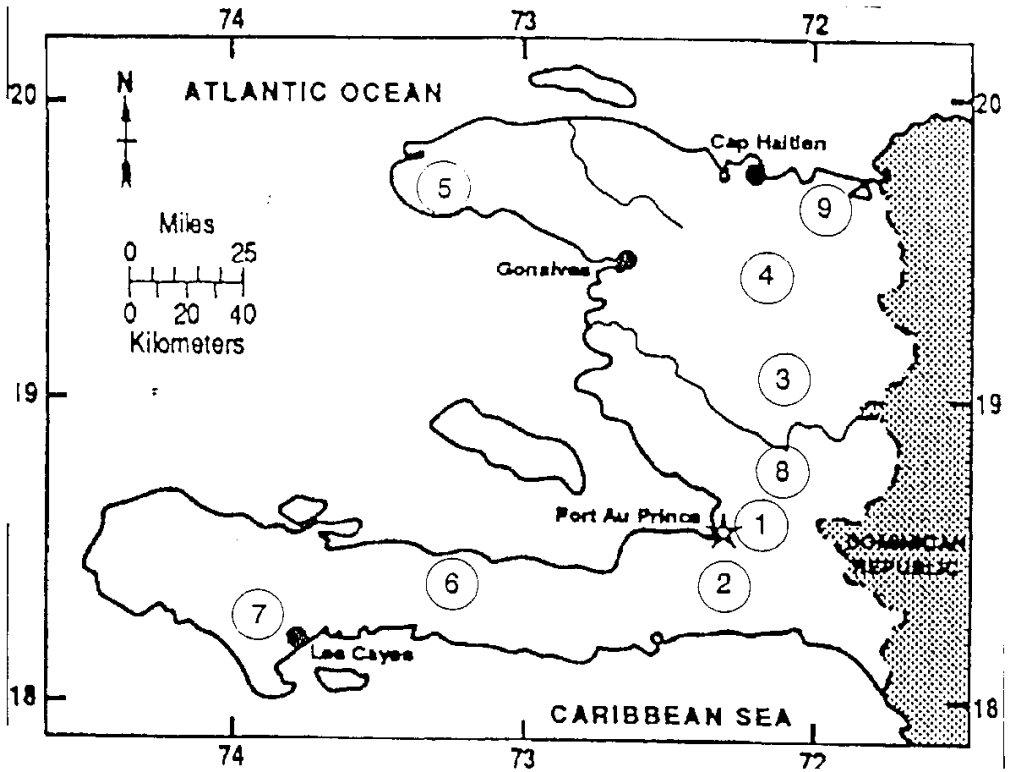 74 73 72
N
20 ATLANTIC OCEAN 20
Cap Haitien
5
9
Miles
0 25
Gonaives
4
0 20 40
Kilometers
3
19 19
8
Port Au Prince 1
DOMINICAN
REPUBLIC
6 2
7
Les Cayes
18 CARIBBEAN SEA 18
74 73 72